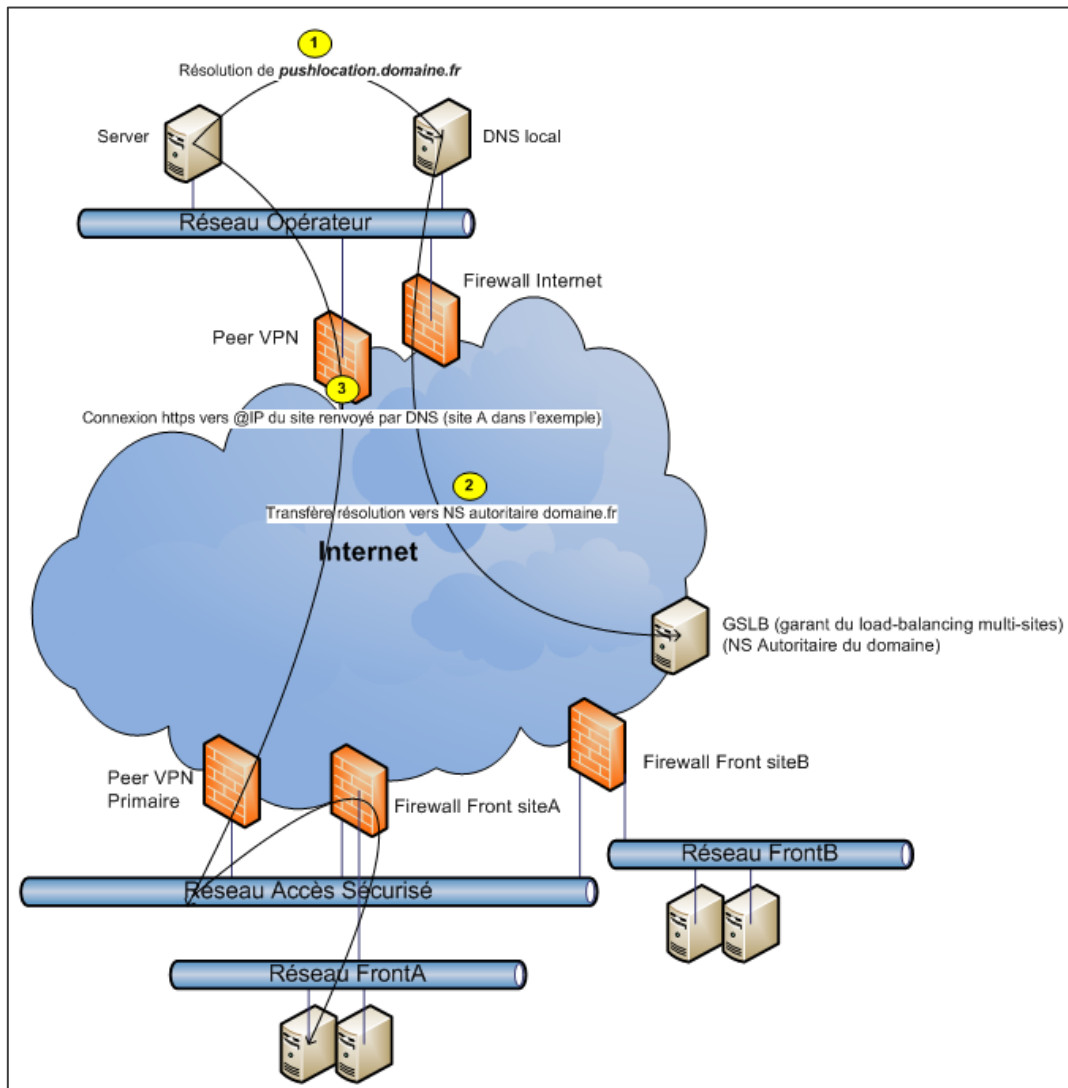 1
Résolution de pushlocation.domaine.fr
Server
DNS local
Réseau Opérateur
Firewall Internet
Peer VPN
3
Connexion https vers @IP du site renvoyé par DNS (site A dans l'exemple)
2
Transfère résolution vers NS autoritaire domaine.fr
Internet
GSLB (garant du load-balancing multi-sites)
(NS Autoritaire du domaine)
Peer VPN
Primaire
Firewall Front siteA
Firewall Front siteB
Réseau FrontB
Réseau Accès Sécurisé
Réseau FrontA